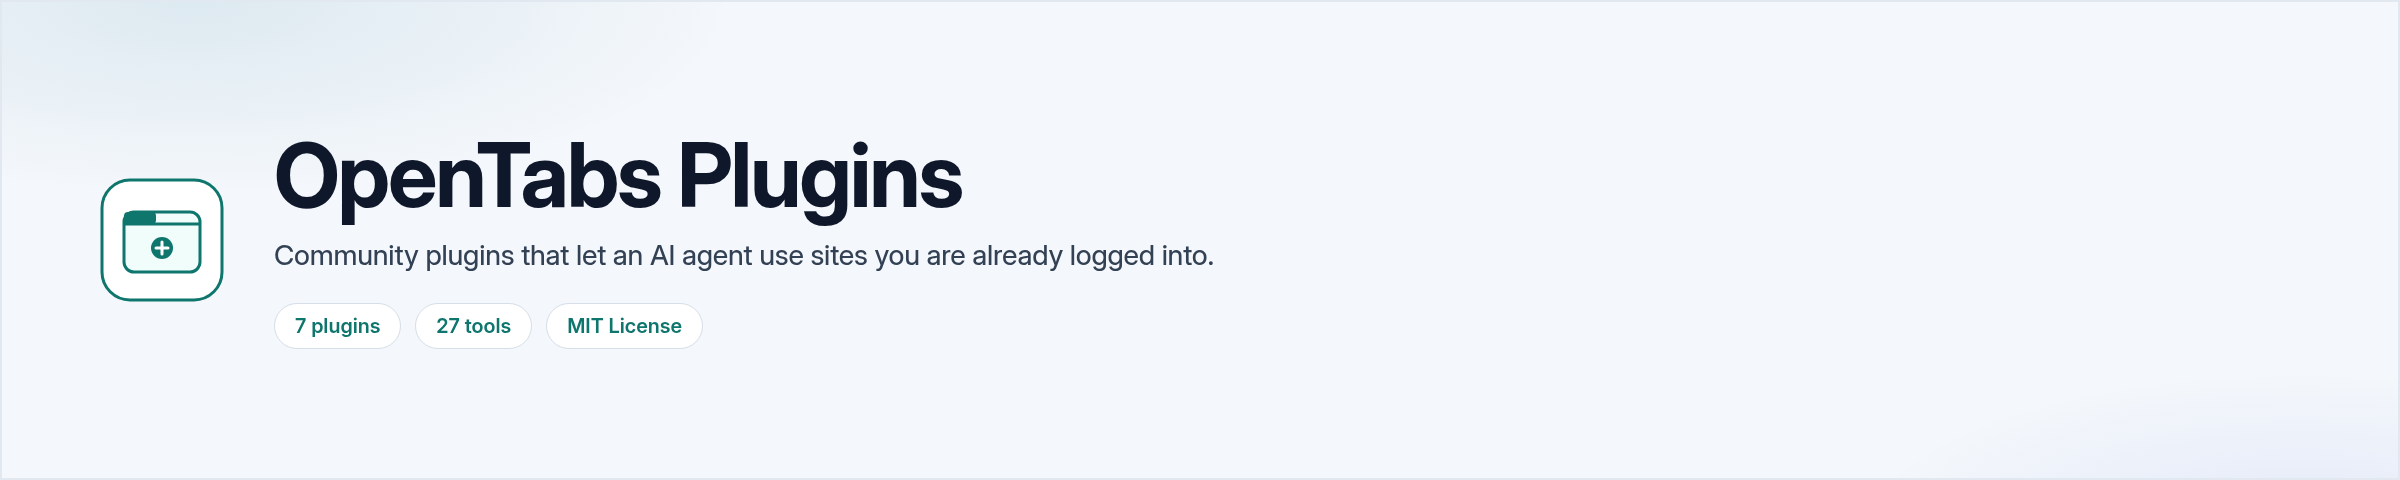 OpenTabs Plugins
Community plugins that let an AI agent use sites you are already logged into.
7 plugins 27 tools MIT License